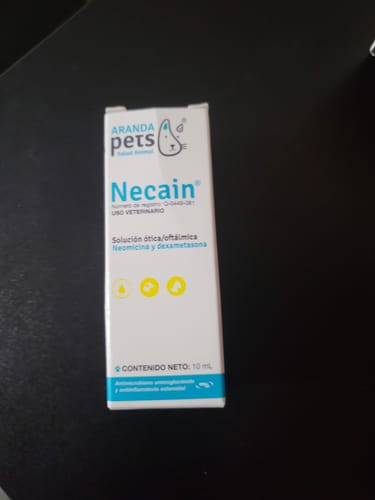 ARANDA
pets
Salud Animal
Necain®
Número de registro: Q-0449-081
USO VETERINARIO
Solución ótica/oftálmica
Neomicina y dexametasona
CONTENIDO NETO: 10 mL
Antimicrobiano aminoglucósido
y antiinflamatorio esteroidal